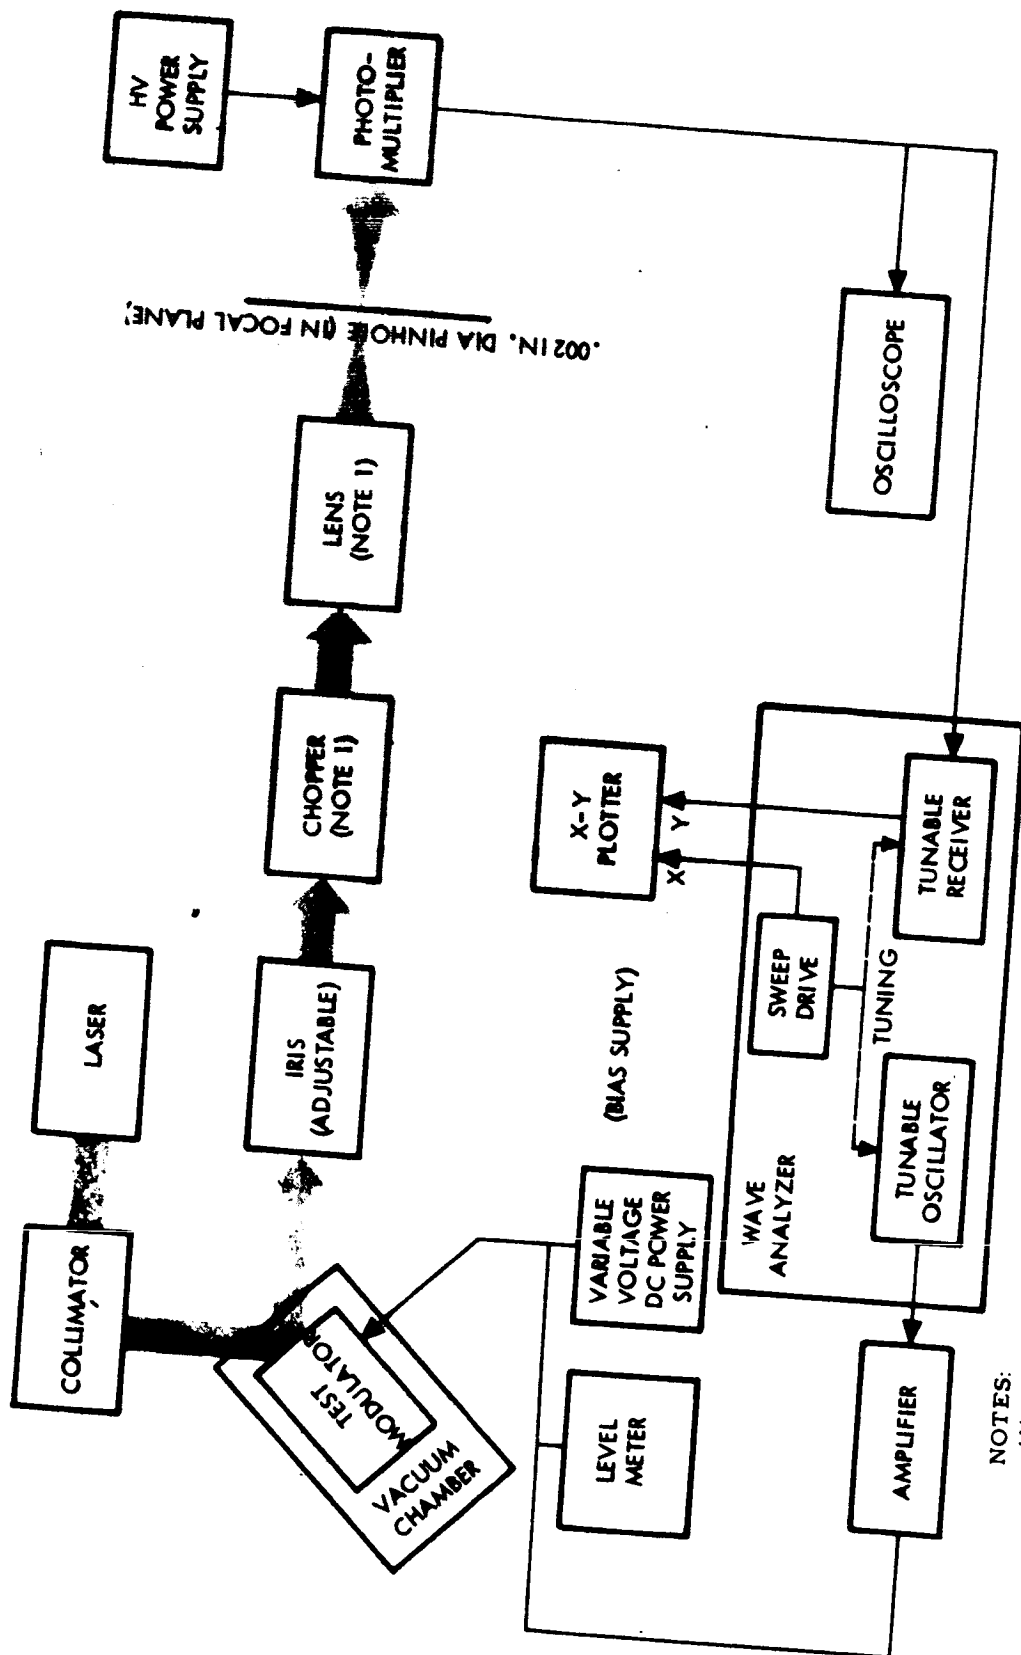 LASER
COLLIMATOR
TEST
MODULATOR
VACUUM
CHAMBER
IRIS
(ADJUSTABLE)
CHOPPER
(NOTE 1)
LENS
(NOTE 1)
.002 IN. DIA PINHOLE (IN FOCAL PLANE)
HV
POWER
SUPPLY
PHOTO-
MULTIPLIER
LEVEL
METER
VARIABLE
VOLTAGE
DC POWER
SUPPLY
(BIAS SUPPLY)
X-Y
PLOTTER
X
Y
OSCILLOSCOPE
WAVE
ANALYZER
SWEEP
DRIVE
TUNING
TUNABLE
OSCILLATOR
TUNABLE
RECEIVER
AMPLIFIER
NOTES: